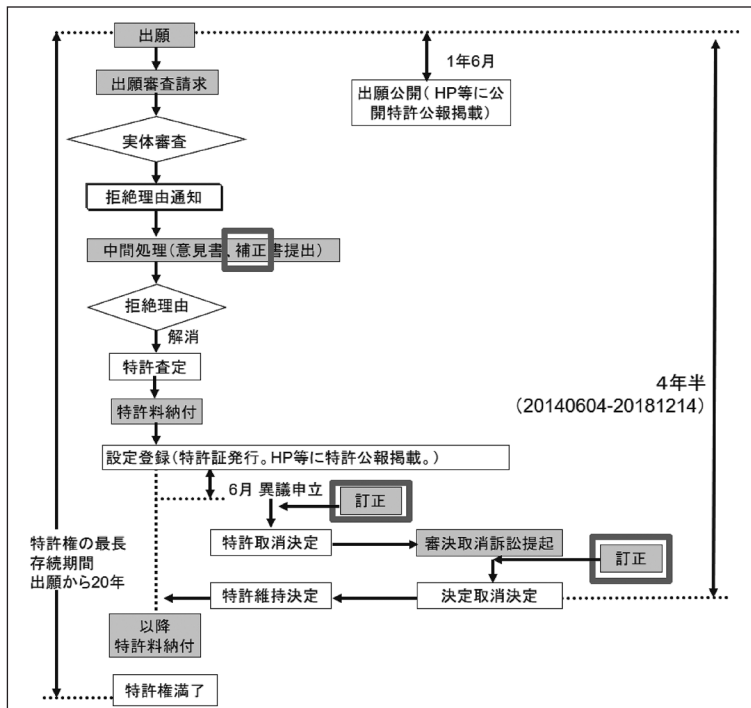 出願
1年6月
出願審査請求
出願公開( HP等に公
開特許公報掲載)
実体審査
拒絶理由通知
中間処理(意見書、補正書提出)
拒絶理由
解消
特許査定
4年半
(20140604-20181214)
特許料納付
設定登録(特許証発行。HP等に特許公報掲載。)
6月 異議申立
訂正
特許権の最長
存続期間
出願から20年
特許取消決定
審決取消訴訟提起
訂正
特許維持決定
決定取消決定
以降
特許料納付
特許権満了